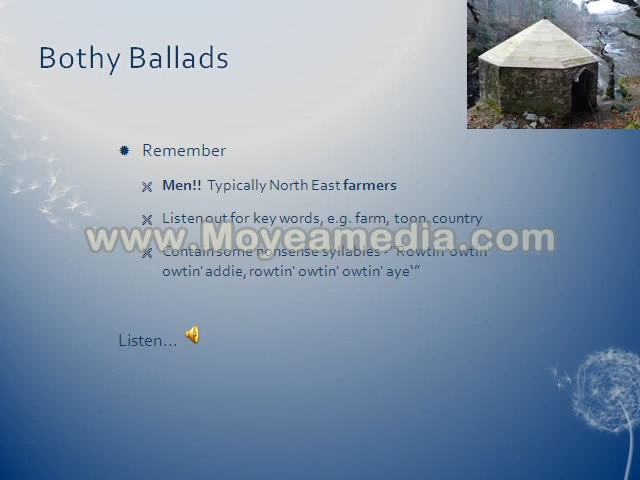 Bothy Ballads
Remember
Men!! Typically North East farmers
Listen out for key words, e.g. farm, toon, country
www.Moyeamedia.com
Contain some nonsense syllables - "Rowtin' owtin'
owtin' addie, rowtin' owtin' owtin' aye'"
Listen...